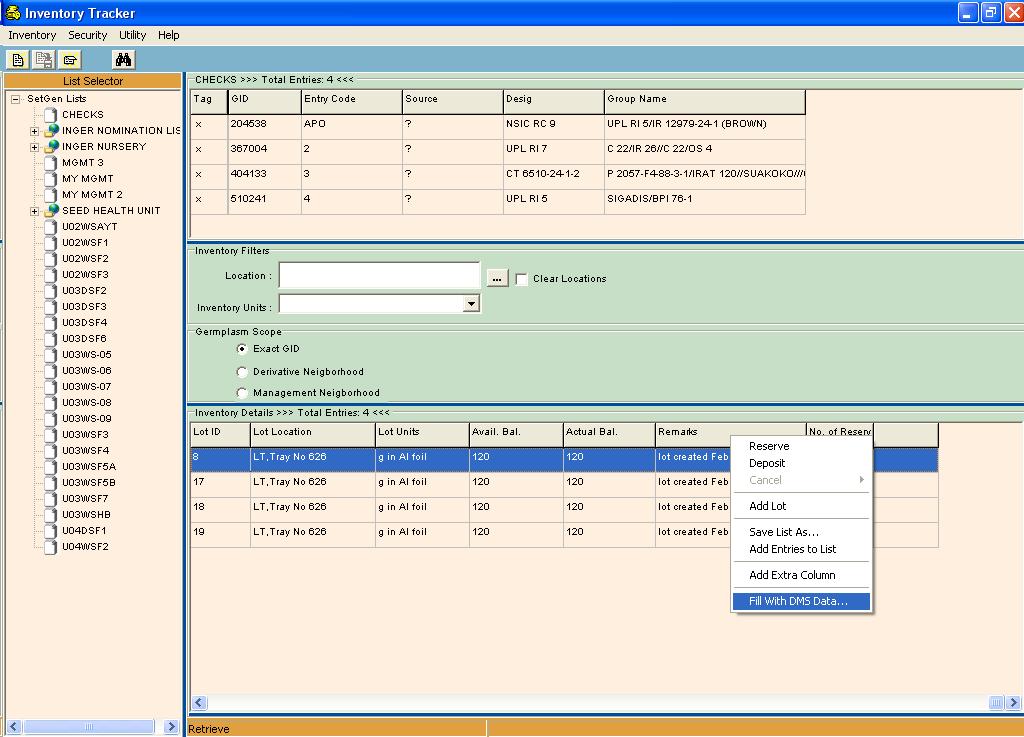 Inventory Tracker
Inventory Security Utility Help
List Selector
SetGen Lists
CHECKS
INGER NOMINATION LIS
INGER NURSERY
MGMT 3
MY MGMT
MY MGMT 2
SEED HEALTH UNIT
U02WSAYT
U02WSF1
U02WSF2
U02WSF3
U03DSF2
U03DSF3
U03DSF4
U03DSF6
U03WS-05
U03WS-06
U03WS-07
U03WS-08
U03WS-09
U03WSF3
U03WSF4
U03WSF5A
U03WSF5B
U03WSF7
U03WSHB
U04DSF1
U04WSF2
CHECKS >>> Total Entries: 4 <<<
Tag GID Entry Code Source Desig Group Name
x 204538 APO ? NSIC RC 9 UPL RI 5/IR 12979-24-1 (BROWN)
x 367004 2 ? UPL RI 7 C 22/IR 26//C 22/OS 4
x 404133 3 ? CT 6510-24-1-2 P 2057-F4-88-3-1/IRAT 120//SUAKOKO///
x 510241 4 ? UPL RI 5 SIGADIS/BPI 76-1
Inventory Filters
Location : ... Clear Locations
Inventory Units :
Germplasm Scope
Exact GID
Derivative Neigborhood
Management Neigborhood
Inventory Details >>> Total Entries: 4 <<<
Lot ID Lot Location Lot Units Avail. Bal. Actual Bal. Remarks No. of Reserv
8 LT,Tray No 626 g in Al foil 120 120 lot created Feb
17 LT,Tray No 626 g in Al foil 120 120 lot created Feb
18 LT,Tray No 626 g in Al foil 120 120 lot created Feb
19 LT,Tray No 626 g in Al foil 120 120 lot created Feb
Reserve
Deposit
Cancel
Add Lot
Save List As...
Add Entries to List
Add Extra Column
Fill With DMS Data...
Retrieve